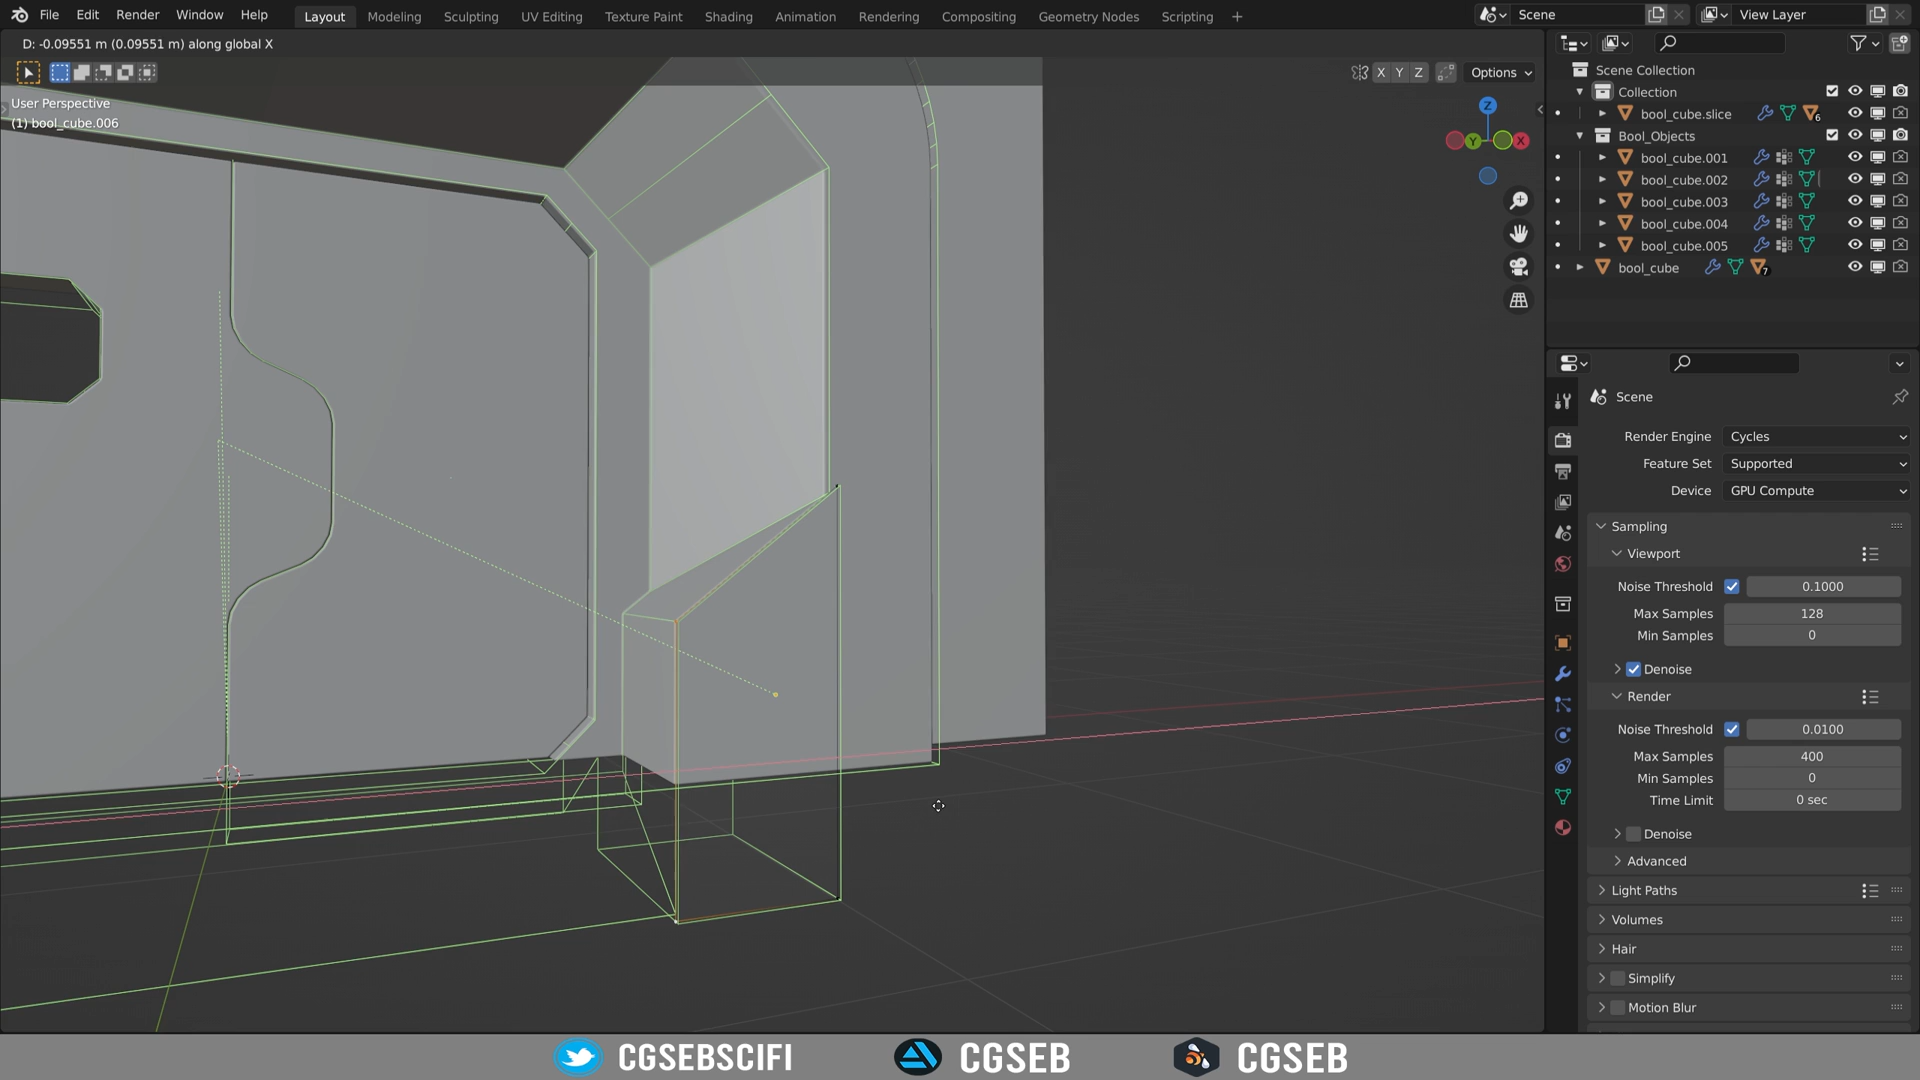 File Edit Render Window Help Layout Modeling Sculpting UV Editing Texture Paint Shading Animation Rendering Compositing Geometry Nodes Scripting + Scene View Layer
D: -0.09551 m (0.09551 m) along global X
X Y Z Options
User Perspective
(1) bool_cube.006
Z
Y X
Scene Collection
Collection
bool_cube.slice 6
Bool_Objects
bool_cube.001
bool_cube.002
bool_cube.003
bool_cube.004
bool_cube.005
bool_cube 7
Scene
Render Engine Cycles
Feature Set Supported
Device GPU Compute
Sampling
Viewport
Noise Threshold 0.1000
Max Samples 128
Min Samples 0
Denoise
Render
Noise Threshold 0.0100
Max Samples 400
Min Samples 0
Time Limit 0 sec
Denoise
Advanced
Light Paths
Volumes
Hair
Simplify
Motion Blur
CGSEBSCIFI CGSEB CGSEB